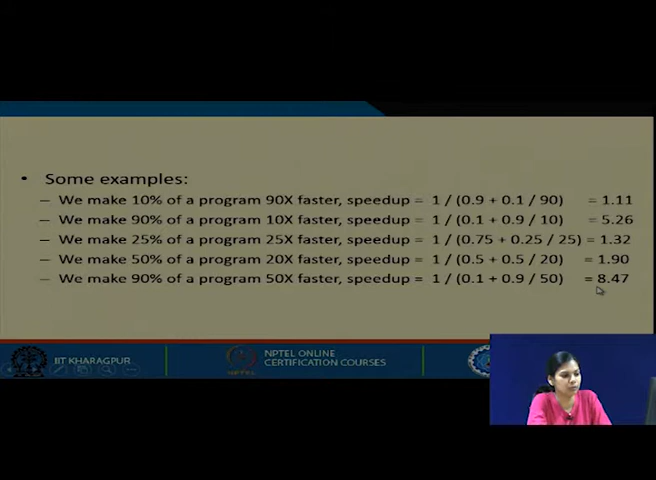 • Some examples:
– We make 10% of a program 90X faster, speedup = 1 / (0.9 + 0.1 / 90) = 1.11
– We make 90% of a program 10X faster, speedup = 1 / (0.1 + 0.9 / 10) = 5.26
– We make 25% of a program 25X faster, speedup = 1 / (0.75 + 0.25 / 25) = 1.32
– We make 50% of a program 20X faster, speedup = 1 / (0.5 + 0.5 / 20) = 1.90
– We make 90% of a program 50X faster, speedup = 1 / (0.1 + 0.9 / 50) = 8.47
IIT KHARAGPUR
NPTEL
NPTEL ONLINE
CERTIFICATION COURSES